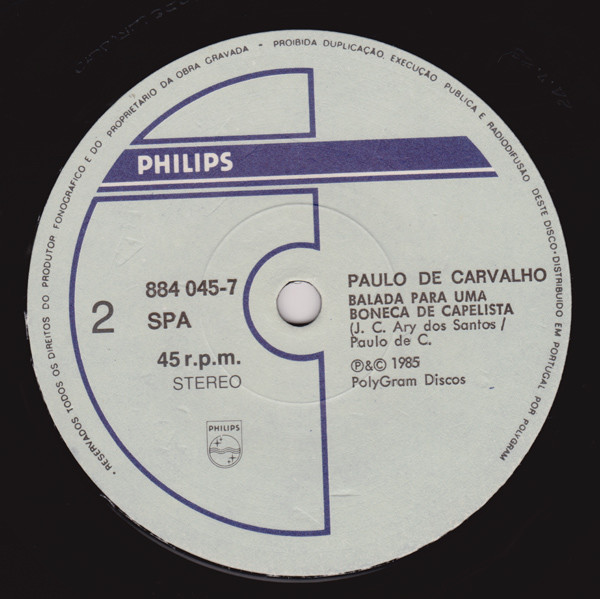 • RESERVADOS TODOS OS DIREITOS DO PRODUTOR FONOGRÁFICO E DO PROPRIETÁRIO DA OBRA GRAVADA • PROIBIDA DUPLICAÇÃO, EXECUÇÃO PUBLICA E RADIODIFUSÃO DESTE DISCO • DISTRIBUIDO EM PORTUGAL POR POLYGRAM
PHILIPS
884 045-7
2
SPA
45 r.p.m.
STEREO
PAULO DE CARVALHO
BALADA PARA UMA
BONECA DE CAPELISTA
(J. C. Ary dos Santos /
Paulo de C.
℗&© 1985
PolyGram Discos
PHILIPS